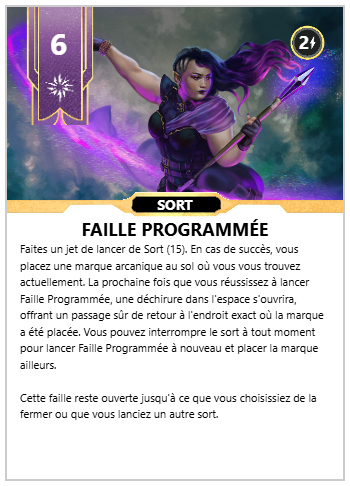 6
2
SORT
FAILLE PROGRAMMÉE
Faites un jet de lancer de Sort (15). En cas de succès, vous
placez une marque arcanique au sol où vous vous trouvez
actuellement. La prochaine fois que vous réussissez à lancer
Faille Programmée, une déchirure dans l'espace s'ouvrira,
offrant un passage sûr de retour à l'endroit exact où la marque
a été placée. Vous pouvez interrompre le sort à tout moment
pour lancer Faille Programmée à nouveau et placer la marque
ailleurs.
Cette faille reste ouverte jusqu'à ce que vous choisissiez de la
fermer ou que vous lanciez un autre sort.